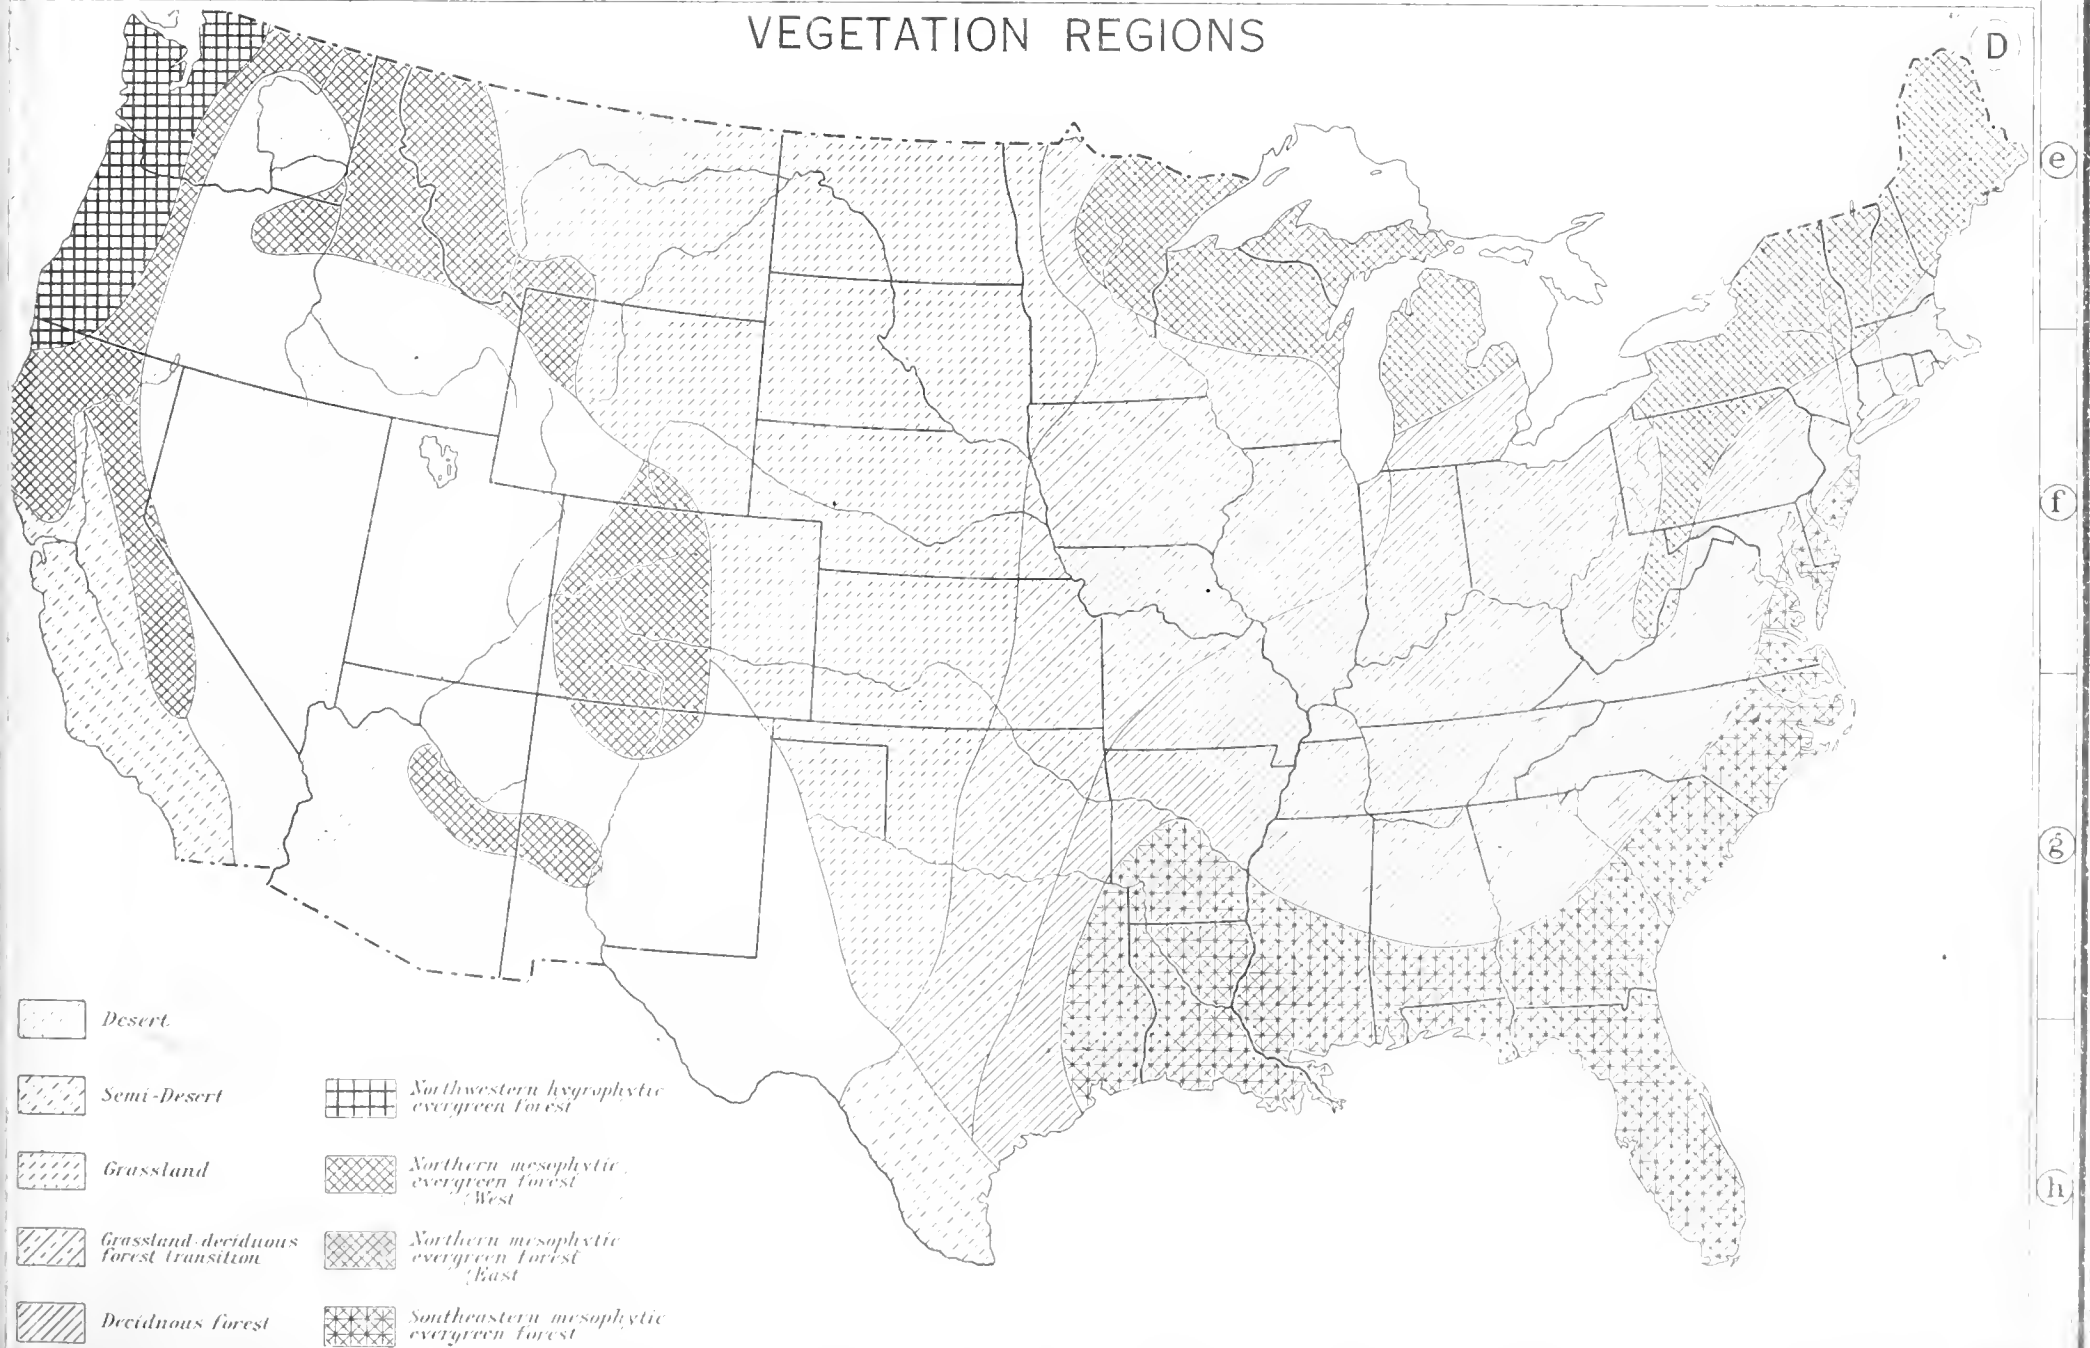 VEGETATION REGIONS
D
e
f
g
h
Desert
Semi-Desert
Grassland
Grassland-deciduous
forest transition
Deciduous forest
Northwestern hygrophytic
evergreen forest
Northern mesophytic
evergreen forest
(West
Northern mesophytic
evergreen forest
(East
Southeastern mesophytic
evergreen forest